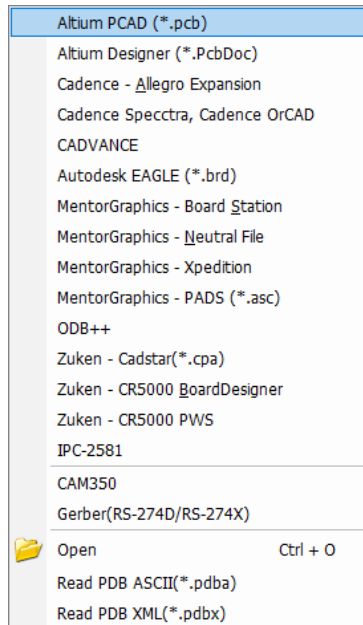 Altium PCAD (*.pcb)
Altium Designer (*.PcbDoc)
Cadence - Allegro Expansion
Cadence Specctra, Cadence OrCAD
CADVANCE
Autodesk EAGLE (*.brd)
MentorGraphics - Board Station
MentorGraphics - Neutral File
MentorGraphics - Xpedition
MentorGraphics - PADS (*.asc)
ODB++
Zuken - Cadstar(*.cpa)
Zuken - CR5000 BoardDesigner
Zuken - CR5000 PWS
IPC-2581
CAM350
Gerber(RS-274D/RS-274X)
Open Ctrl + O
Read PDB ASCII(*.pdba)
Read PDB XML(*.pdbx)